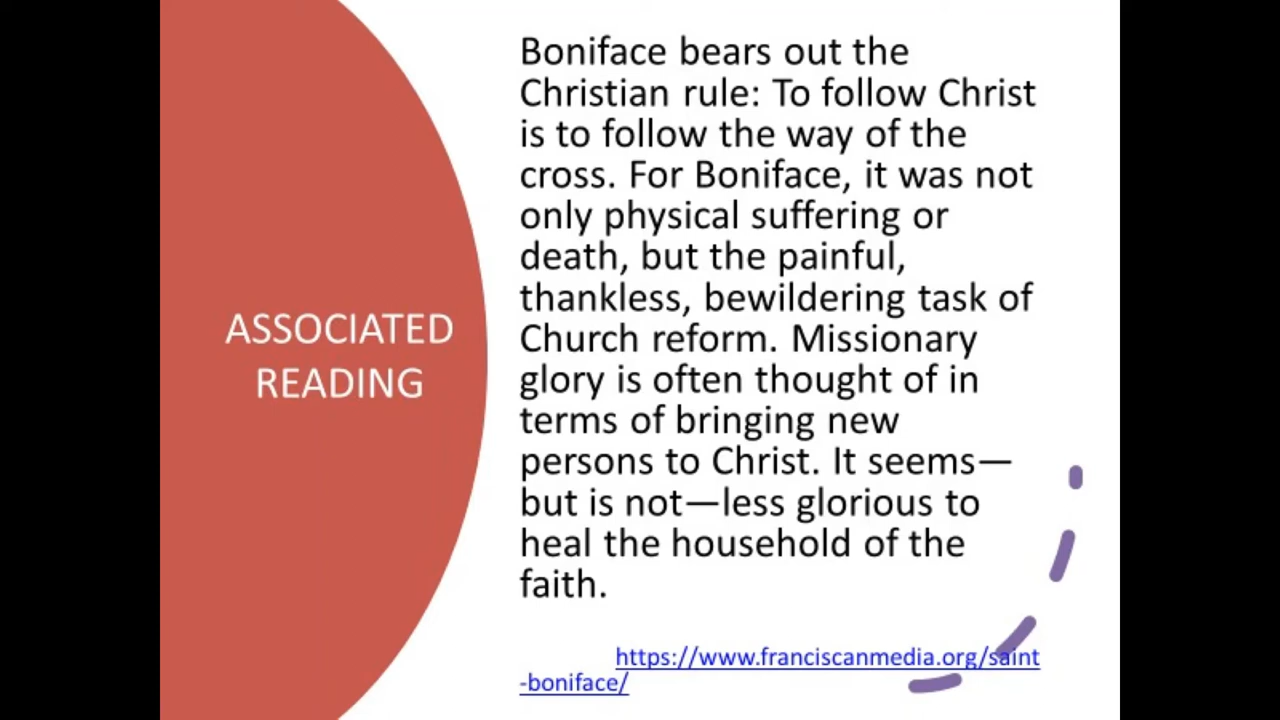 ASSOCIATED
READING
Boniface bears out the
Christian rule: To follow Christ
is to follow the way of the
cross. For Boniface, it was not
only physical suffering or
death, but the painful,
thankless, bewildering task of
Church reform. Missionary
glory is often thought of in
terms of bringing new
persons to Christ. It seems—
but is not—less glorious to
heal the household of the
faith.
https://www.franciscanmedia.org/saint
-boniface/